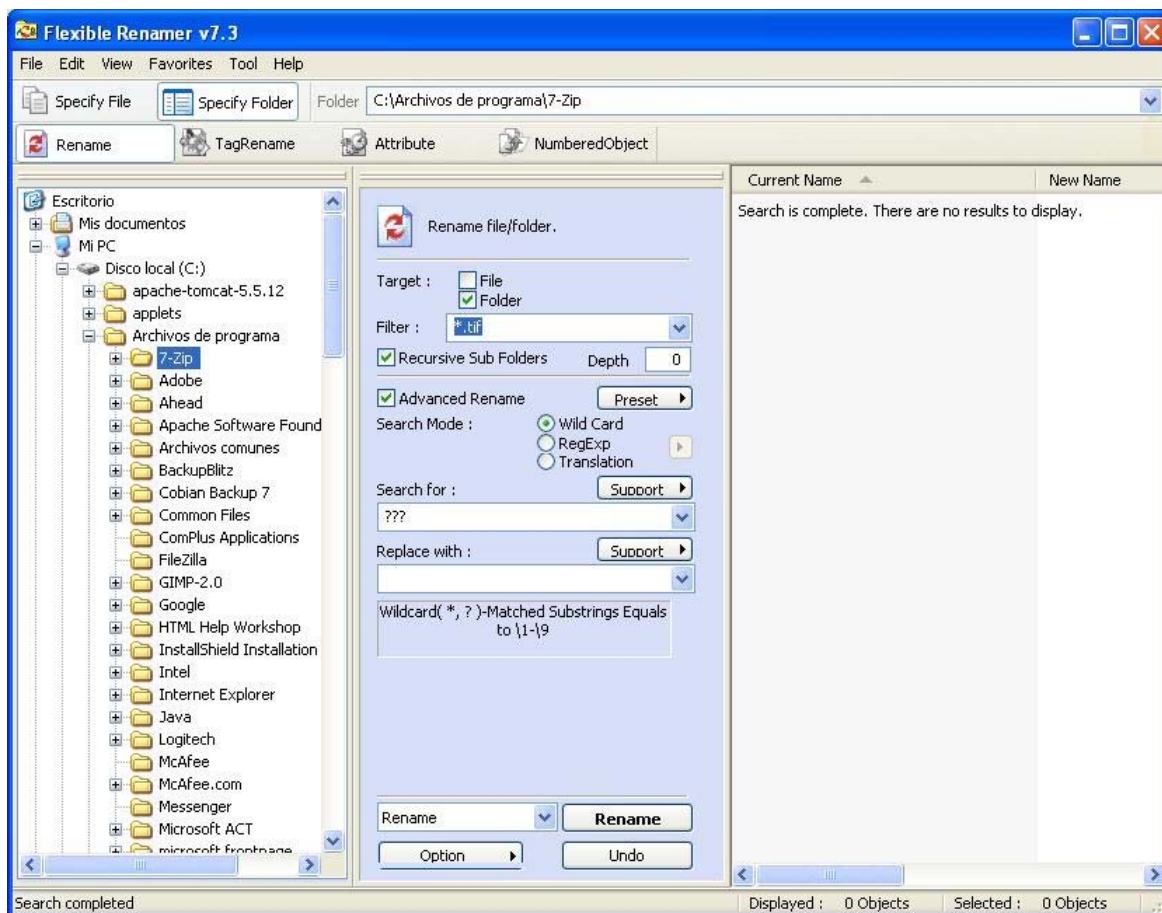 Flexible Renamer v7.3
File Edit View Favorites Tool Help
Specify File Specify Folder Folder C:\Archivos de programa\7-Zip
Rename TagRename Attribute NumberedObject
Escritorio
Mis documentos
Mi PC
Disco local (C:)
apache-tomcat-5.5.12
applets
Archivos de programa
7-Zip
Adobe
Ahead
Apache Software Found
Archivos comunes
BackupBlitz
Cobian Backup 7
Common Files
ComPlus Applications
FileZilla
GIMP-2.0
Google
HTML Help Workshop
InstallShield Installation
Intel
Internet Explorer
Java
Logitech
McAfee
McAfee.com
Messenger
Microsoft ACT
microsoft frontpage
Rename file/folder.
Target : File
Folder
Filter : *.tif
Recursive Sub Folders Depth 0
Advanced Rename Preset
Search Mode : Wild Card
RegExp
Translation
Search for : Support
???
Replace with : Support
Wildcard( *, ? )-Matched Substrings Equals
to \1-\9
Rename Rename
Option Undo
Current Name New Name
Search is complete. There are no results to display.
Search completed Displayed : 0 Objects Selected : 0 Objects